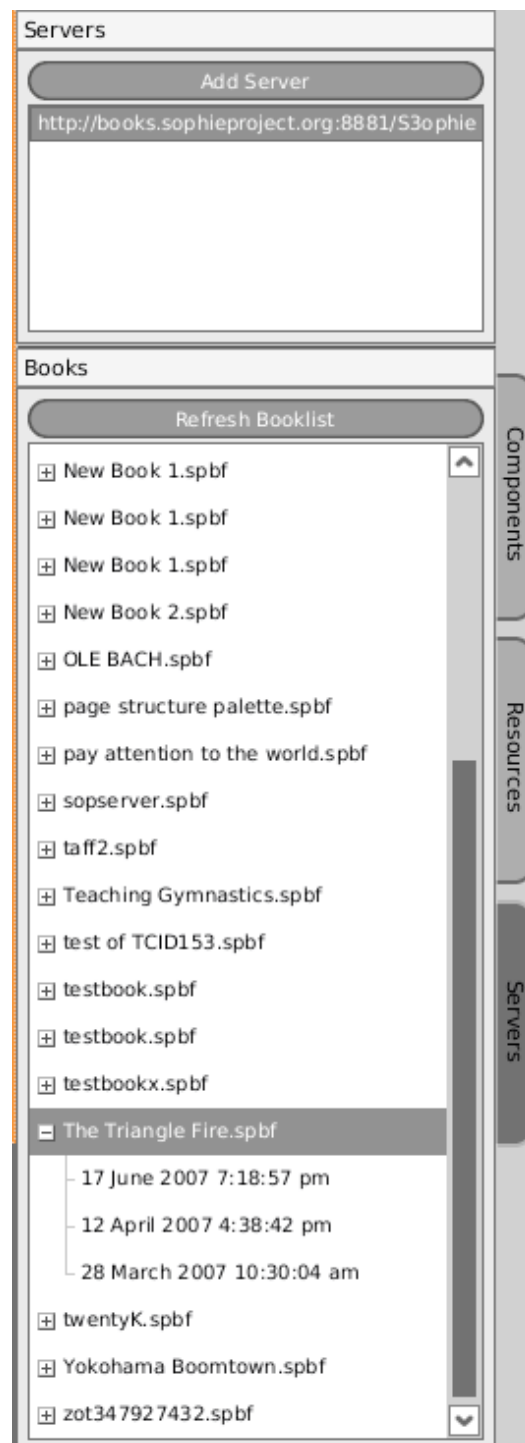 Servers
Add Server
http://books.sophieproject.org:8881/S3ophie
Books
Refresh Booklist
New Book 1.spbf
New Book 1.spbf
New Book 1.spbf
New Book 2.spbf
OLE BACH.spbf
page structure palette.spbf
pay attention to the world.spbf
sopserver.spbf
taff2.spbf
Teaching Gymnastics.spbf
test of TCID153.spbf
testbook.spbf
testbook.spbf
testbookx.spbf
The Triangle Fire.spbf
17 June 2007 7:18:57 pm
12 April 2007 4:38:42 pm
28 March 2007 10:30:04 am
twentyK.spbf
Yokohama Boomtown.spbf
zot347927432.spbf
Components
Resources
Servers